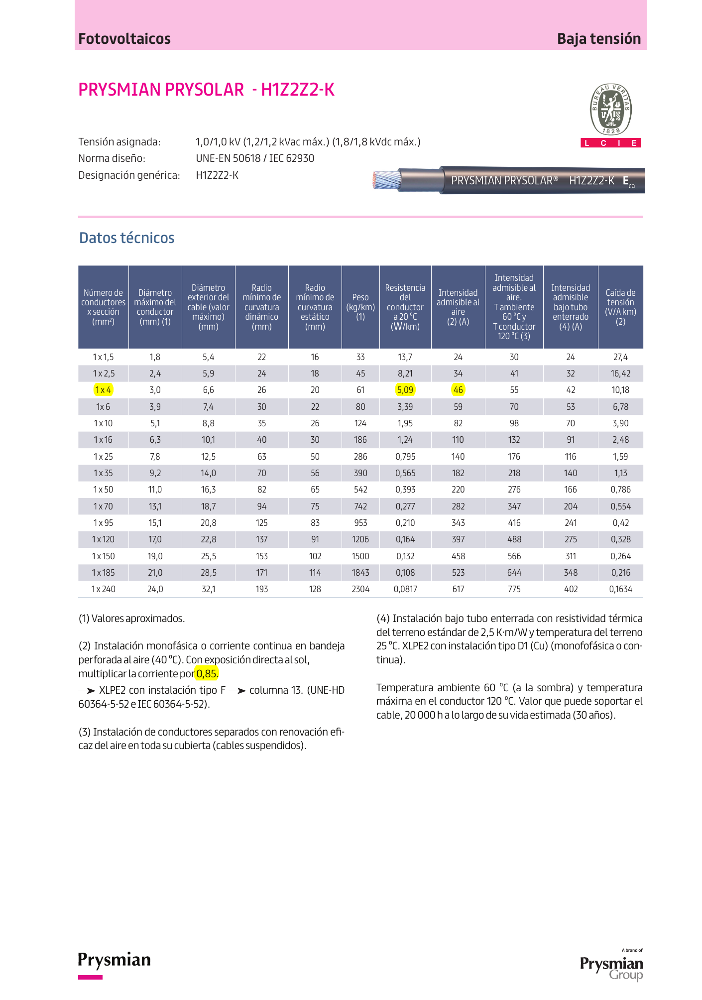 Fotovoltaicos
Baja tensión
PRYSMIAN PRYSOLAR - H1Z2Z2-K
BUREAU VERITAS
1828
L C I E
Tensión asignada: 1,0/1,0 kV (1,2/1,2 kVac máx.) (1,8/1,8 kVdc máx.)
Norma diseño: UNE-EN 50618 / IEC 62930
Designación genérica: H1Z2Z2-K
PRYSMIAN PRYSOLAR® H1Z2Z2-K Eca
Datos técnicos
Número de conductores x sección (mm²)
Diámetro máximo del conductor (mm) (1)
Diámetro exterior del cable (valor máximo) (mm)
Radio mínimo de curvatura dinámico (mm)
Radio mínimo de curvatura estático (mm)
Peso (kg/km) (1)
Resistencia del conductor a 20 ºC (W/km)
Intensidad admisible al aire (2) (A)
Intensidad admisible al aire. T ambiente 60 ºC y T conductor 120 ºC (3)
Intensidad admisible bajo tubo enterrado (4) (A)
Caída de tensión (V/A km) (2)
1 x 1,5 1,8 5,4 22 16 33 13,7 24 30 24 27,4
1 x 2,5 2,4 5,9 24 18 45 8,21 34 41 32 16,42
1 x 4 3,0 6,6 26 20 61 5,09 46 55 42 10,18
1x 6 3,9 7,4 30 22 80 3,39 59 70 53 6,78
1 x 10 5,1 8,8 35 26 124 1,95 82 98 70 3,90
1 x 16 6,3 10,1 40 30 186 1,24 110 132 91 2,48
1 x 25 7,8 12,5 63 50 286 0,795 140 176 116 1,59
1 x 35 9,2 14,0 70 56 390 0,565 182 218 140 1,13
1 x 50 11,0 16,3 82 65 542 0,393 220 276 166 0,786
1 x 70 13,1 18,7 94 75 742 0,277 282 347 204 0,554
1 x 95 15,1 20,8 125 83 953 0,210 343 416 241 0,42
1 x 120 17,0 22,8 137 91 1206 0,164 397 488 275 0,328
1 x 150 19,0 25,5 153 102 1500 0,132 458 566 311 0,264
1 x 185 21,0 28,5 171 114 1843 0,108 523 644 348 0,216
1 x 240 24,0 32,1 193 128 2304 0,0817 617 775 402 0,1634
(1) Valores aproximados.
(2) Instalación monofásica o corriente continua en bandeja
perforada al aire (40 ºC). Con exposición directa al sol,
multiplicar la corriente por 0,85.
→ XLPE2 con instalación tipo F → columna 13. (UNE-HD
60364-5-52 e IEC 60364-5-52).
(3) Instalación de conductores separados con renovación efi-
caz del aire en toda su cubierta (cables suspendidos).
(4) Instalación bajo tubo enterrada con resistividad térmica
del terreno estándar de 2,5 K·m/W y temperatura del terreno
25 ºC. XLPE2 con instalación tipo D1 (Cu) (monofofásica o con-
tinua).
Temperatura ambiente 60 ºC (a la sombra) y temperatura
máxima en el conductor 120 ºC. Valor que puede soportar el
cable, 20 000 h a lo largo de su vida estimada (30 años).
Prysmian
A brand of
Prysmian
Group